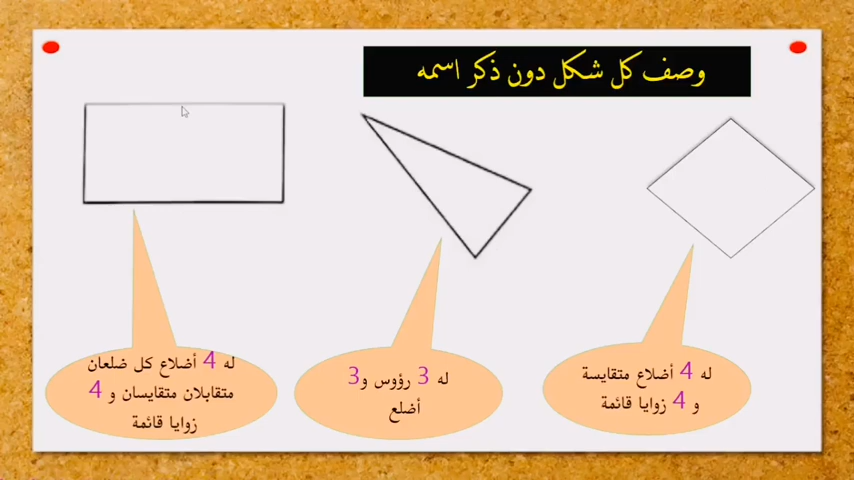 وصف كل شكل دون ذكر اسمه
له 4 أضلاع متقايسة
و 4 زوايا قائمة
له 3 رؤوس و3
أضلع
له 4 أضلاع كل ضلعان
متقابلان متقايسان و 4
زوايا قائمة